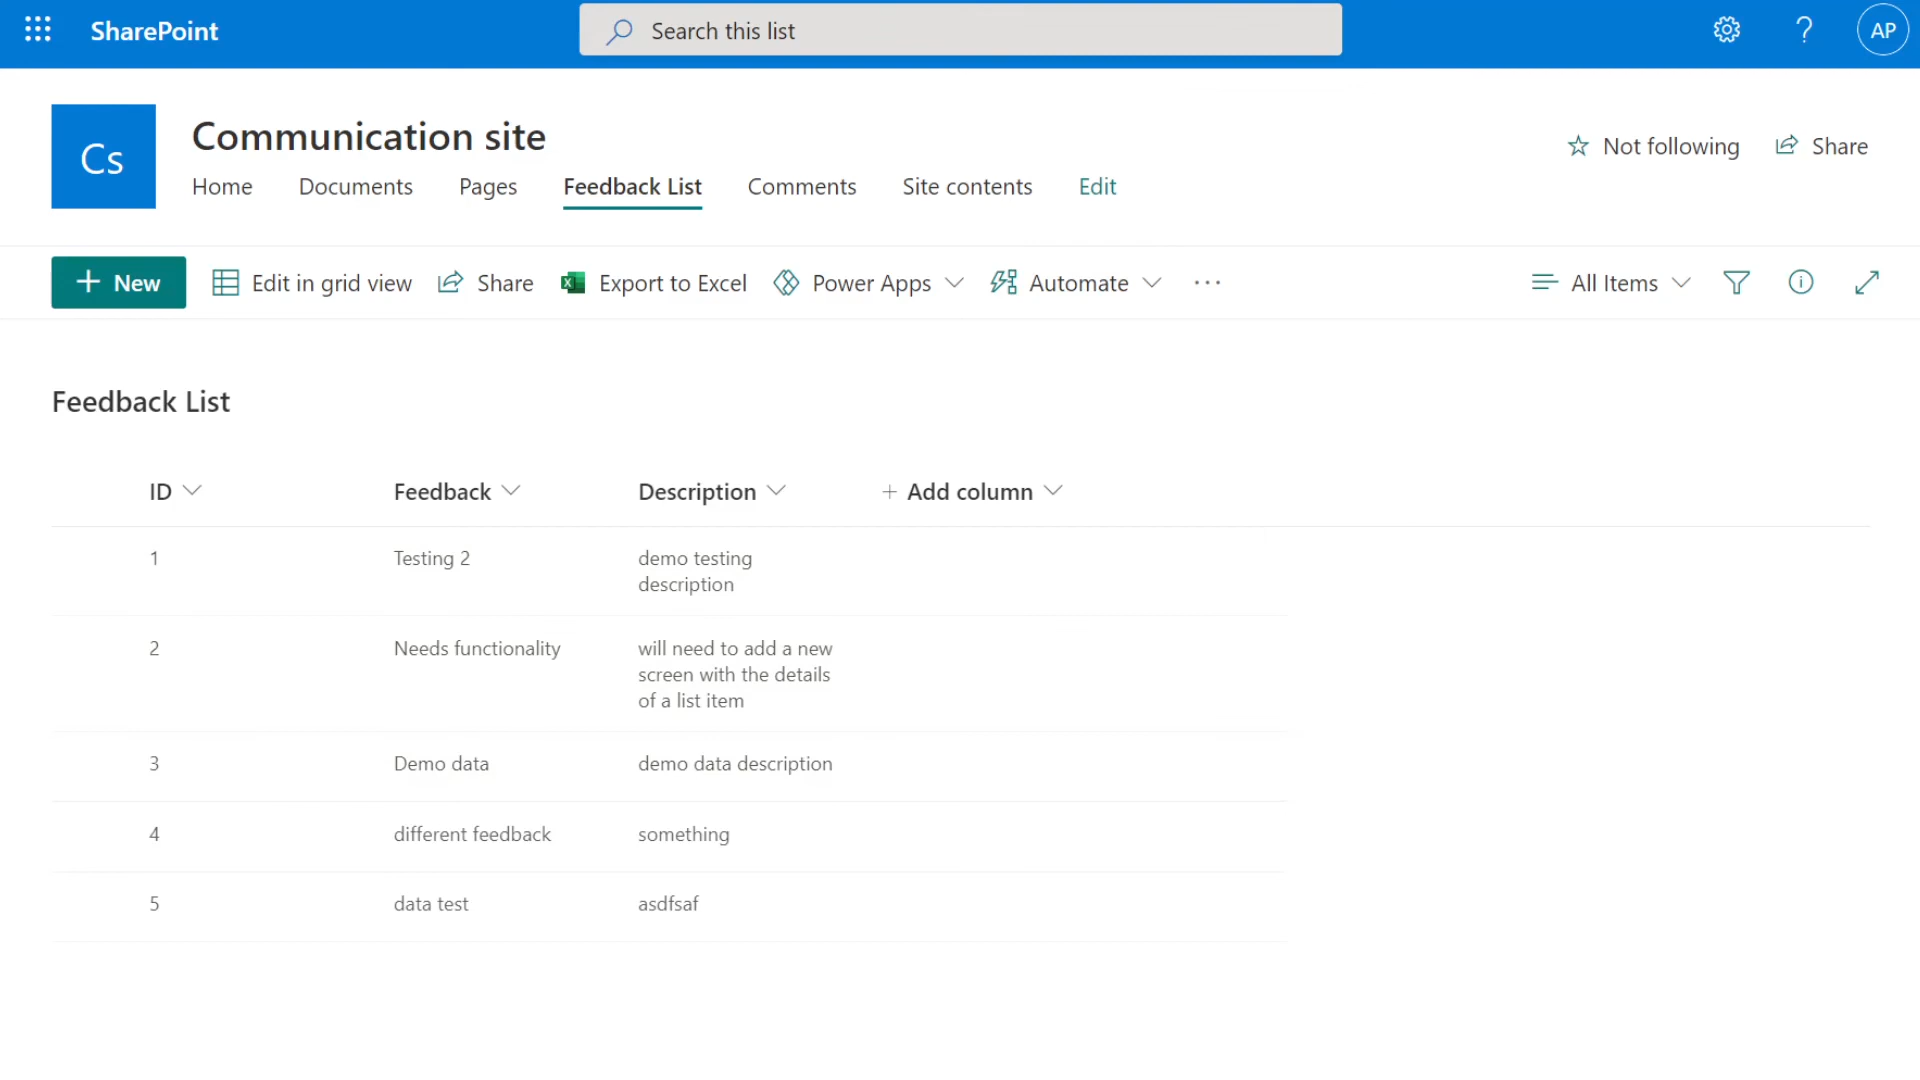 SharePoint
Search this list
AP
Cs
Communication site
Not following
Share
Home
Documents
Pages
Feedback List
Comments
Site contents
Edit
New
Edit in grid view
Share
Export to Excel
Power Apps
Automate
All Items
Feedback List
ID
Feedback
Description
Add column
1
Testing 2
demo testing
description
2
Needs functionality
will need to add a new
screen with the details
of a list item
3
Demo data
demo data description
4
different feedback
something
5
data test
asdfsaf